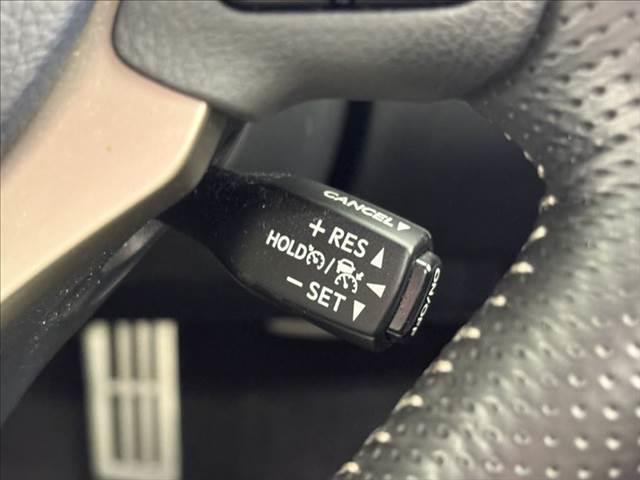 CANCEL
+ RES ▲
HOLD / ◀
− SET ▼
ON/OFF